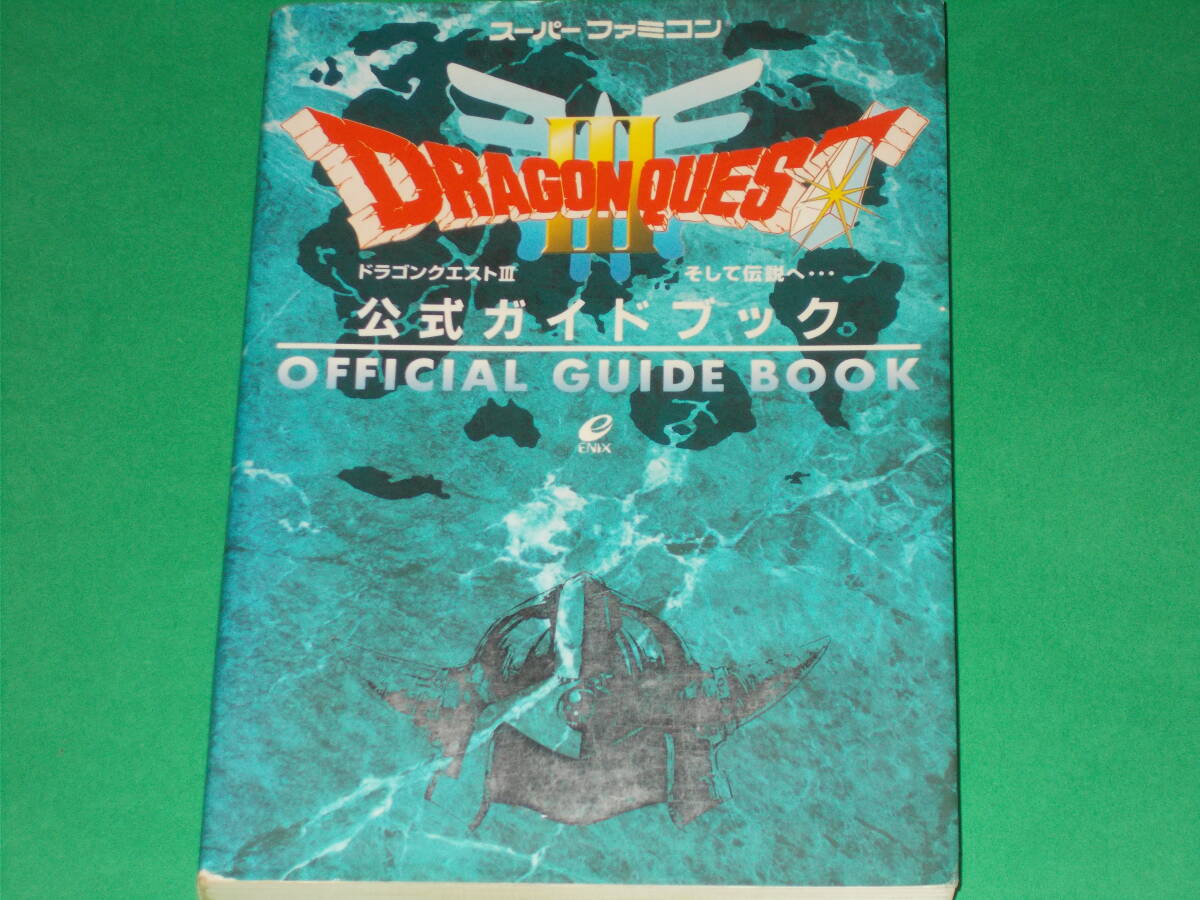 スーパーファミコン
DRAGON QUEST
III
ドラゴンクエストIII そして伝説へ・・・
公式ガイドブック
OFFICIAL GUIDE BOOK
e
ENIX